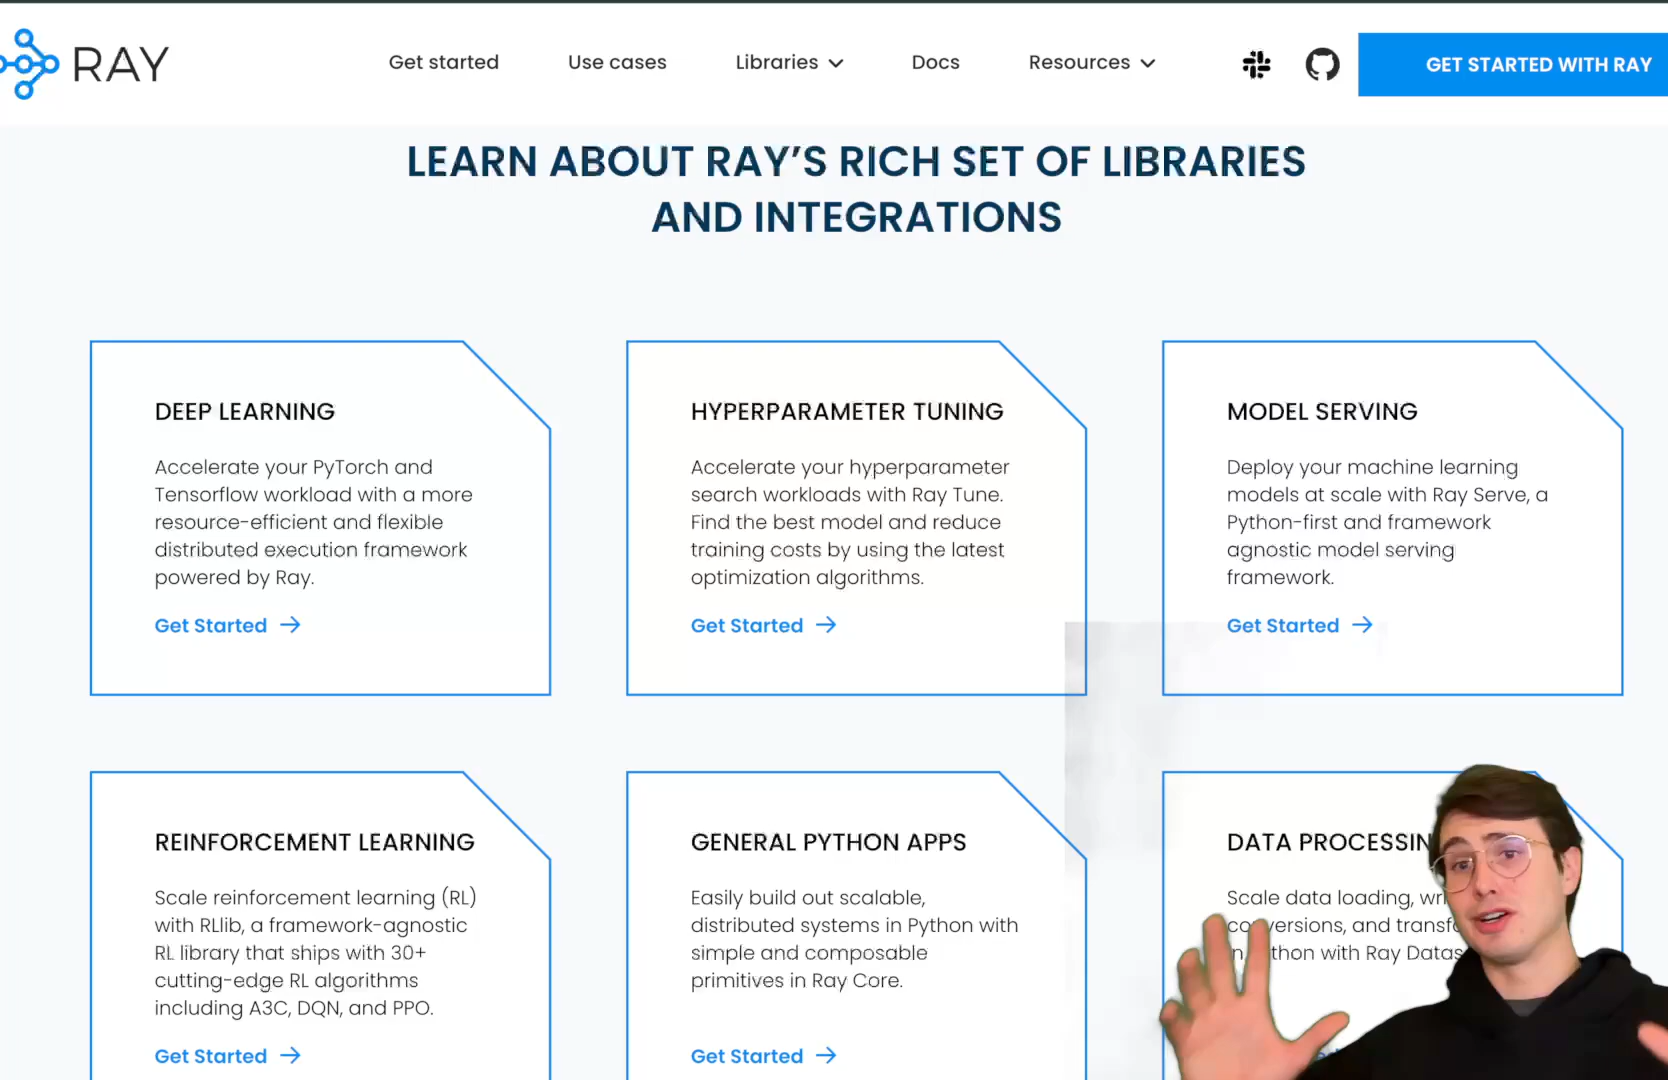 RAY
Get started
Use cases
Libraries
Docs
Resources
GET STARTED WITH RAY
LEARN ABOUT RAY’S RICH SET OF LIBRARIES
AND INTEGRATIONS
DEEP LEARNING
Accelerate your PyTorch and
Tensorflow workload with a more
resource-efficient and flexible
distributed execution framework
powered by Ray.
Get Started
HYPERPARAMETER TUNING
Accelerate your hyperparameter
search workloads with Ray Tune.
Find the best model and reduce
training costs by using the latest
optimization algorithms.
Get Started
MODEL SERVING
Deploy your machine learning
models at scale with Ray Serve, a
Python-first and framework
agnostic model serving
framework.
Get Started
REINFORCEMENT LEARNING
Scale reinforcement learning (RL)
with RLlib, a framework-agnostic
RL library that ships with 30+
cutting-edge RL algorithms
including A3C, DQN, and PPO.
Get Started
GENERAL PYTHON APPS
Easily build out scalable,
distributed systems in Python with
simple and composable
primitives in Ray Core.
Get Started
DATA
Scale data loading,
and
with Ray